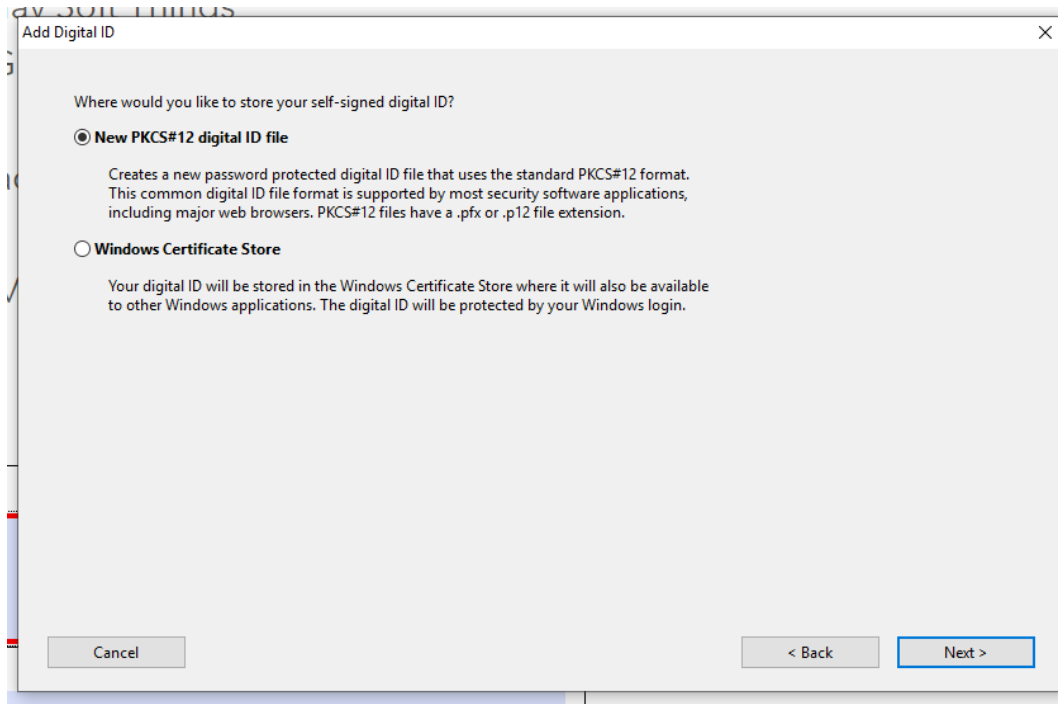 ay Soft Things
Add Digital ID
Where would you like to store your self-signed digital ID?
New PKCS#12 digital ID file
Creates a new password protected digital ID file that uses the standard PKCS#12 format.
This common digital ID file format is supported by most security software applications,
including major web browsers. PKCS#12 files have a .pfx or .p12 file extension.
Windows Certificate Store
Your digital ID will be stored in the Windows Certificate Store where it will also be available
to other Windows applications. The digital ID will be protected by your Windows login.
Cancel
< Back
Next >